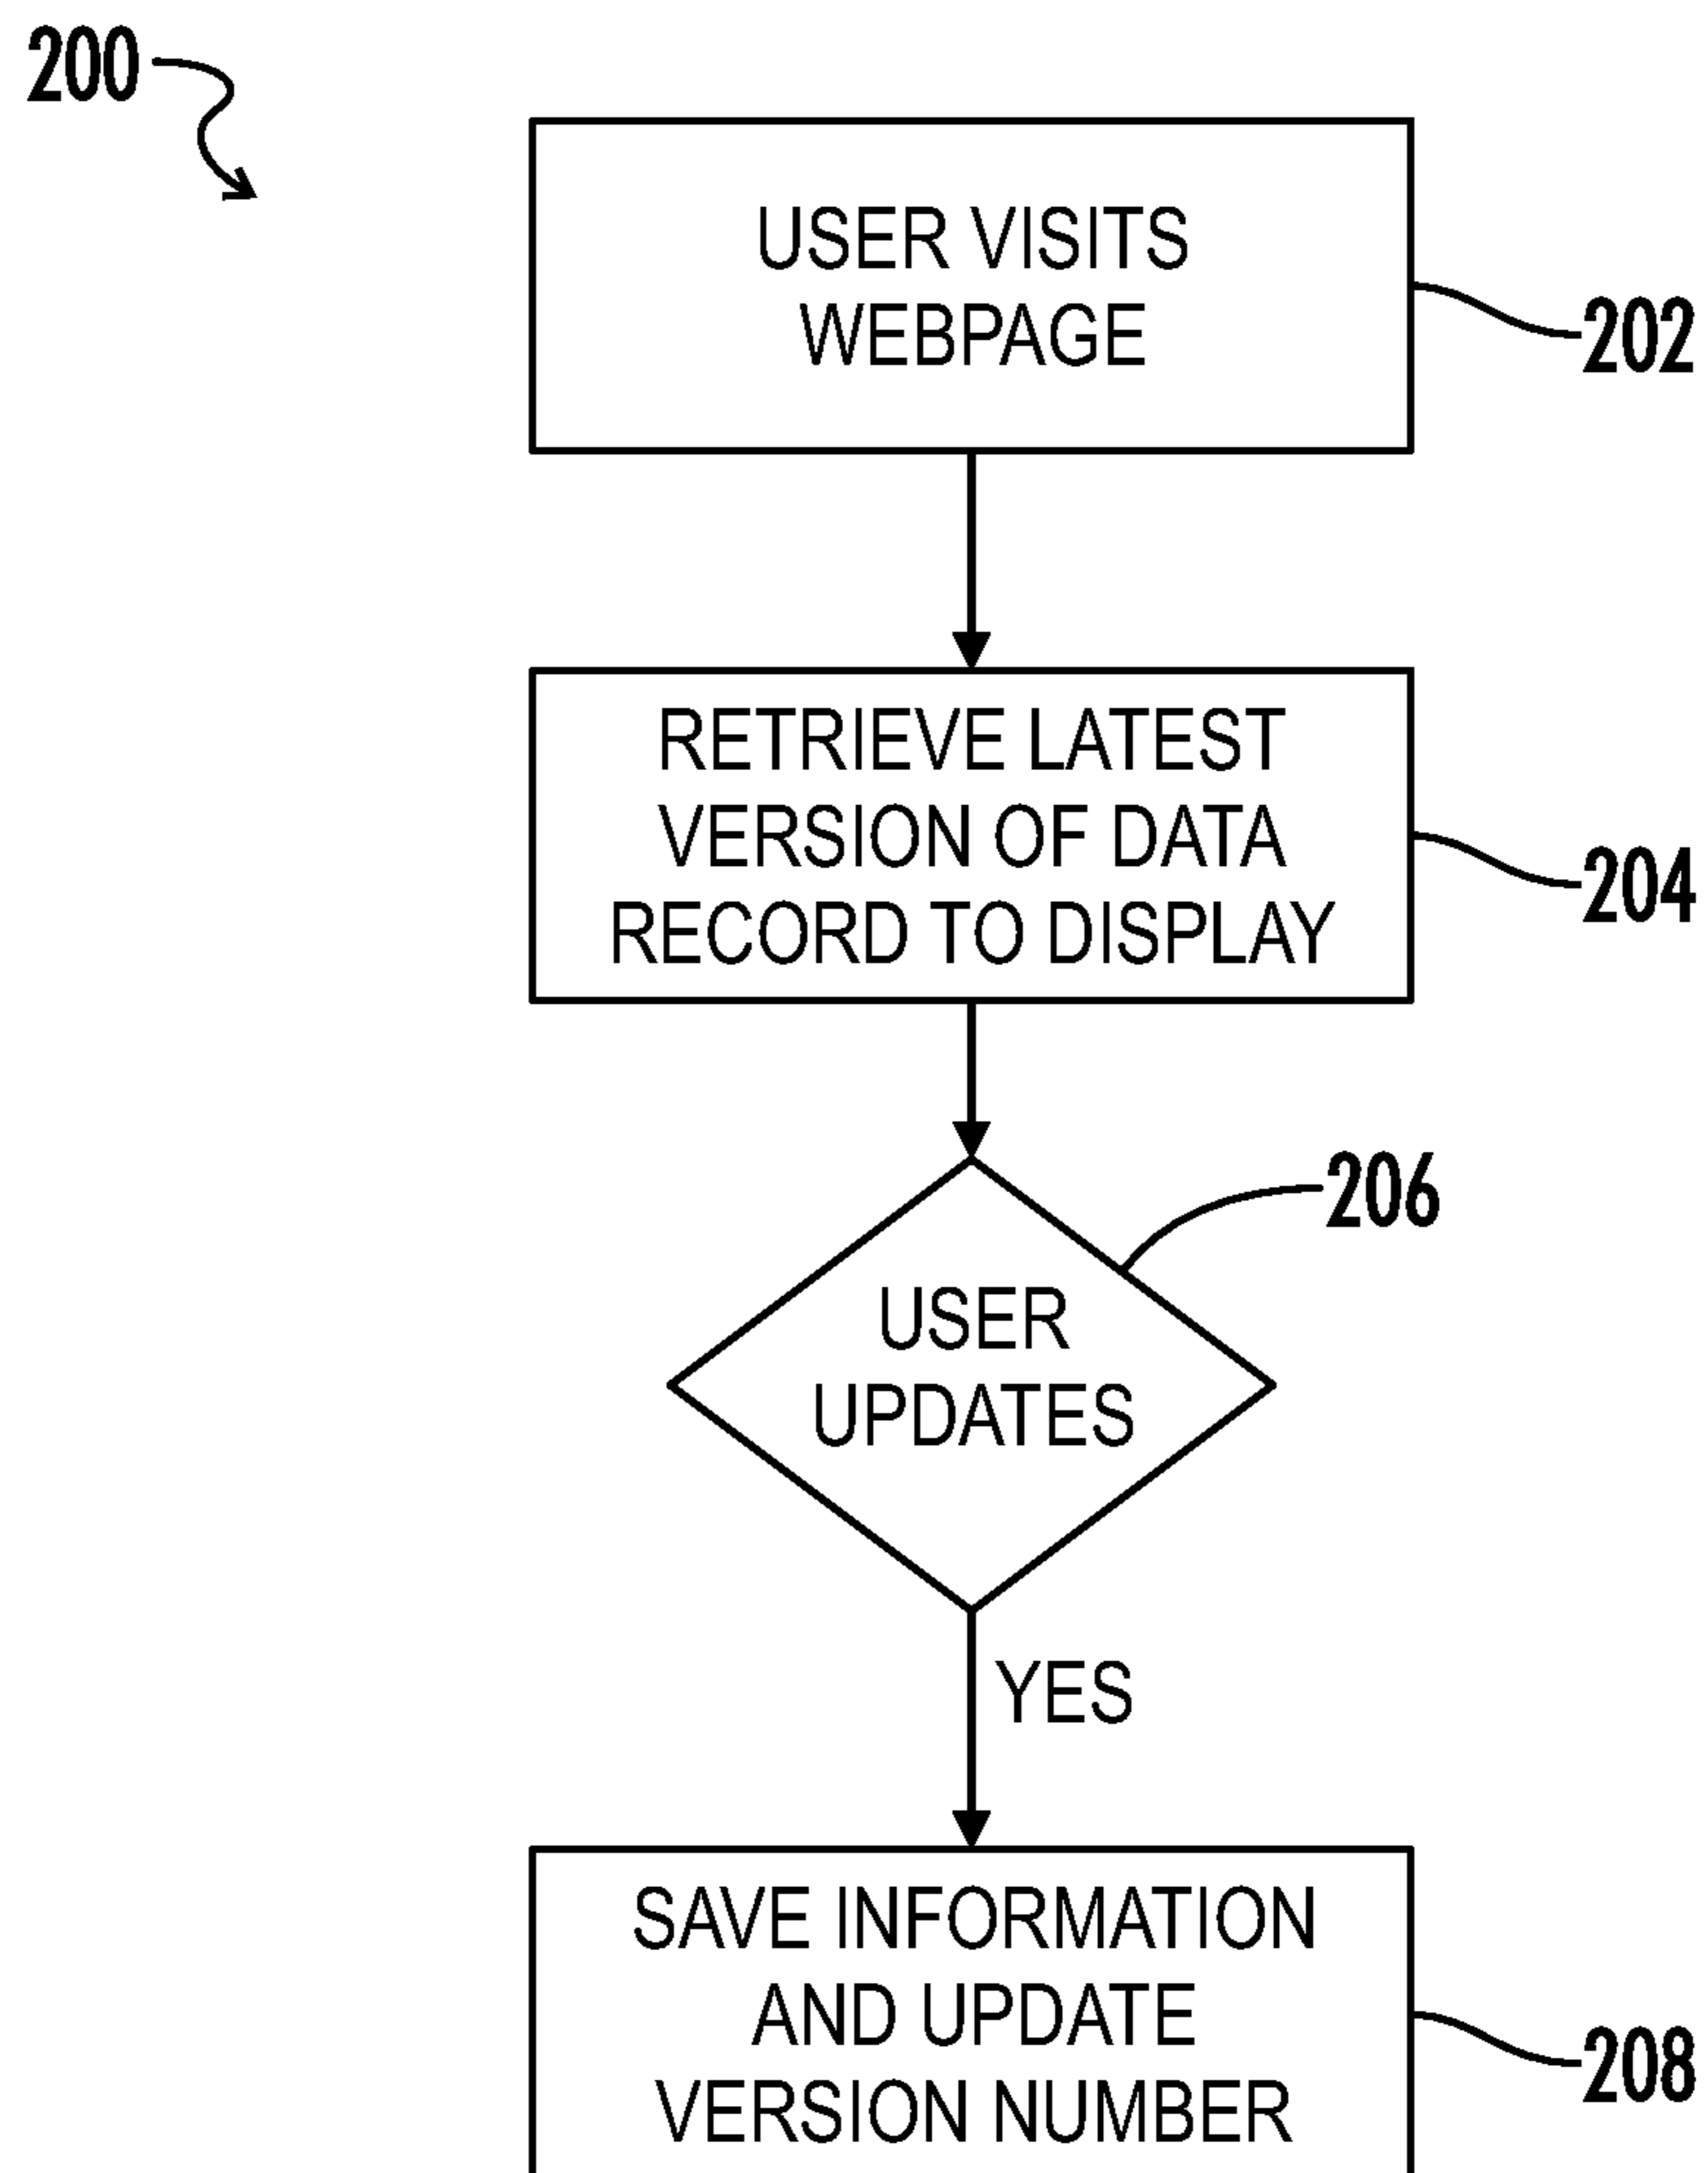 200
USER VISITS
WEBPAGE
202
RETRIEVE LATEST
VERSION OF DATA
RECORD TO DISPLAY
204
206
USER
UPDATES
YES
SAVE INFORMATION
AND UPDATE
VERSION NUMBER
208